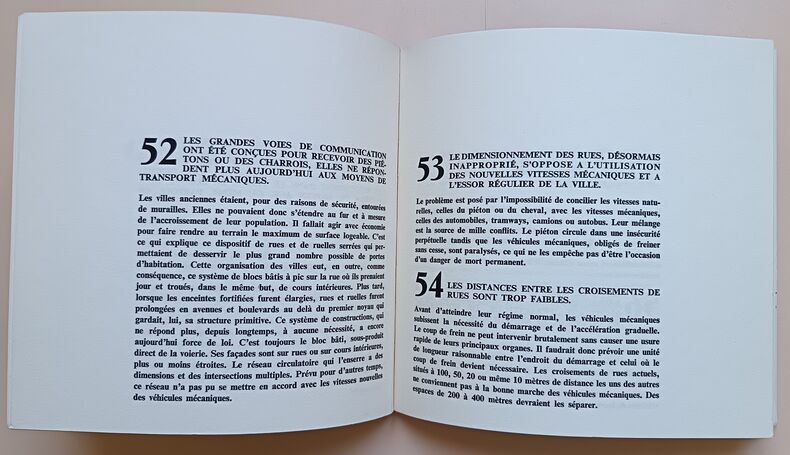 52 LES GRANDES VOIES DE COMMUNICATION
ONT ÉTÉ CONÇUES POUR RECEVOIR DES PIÉ-
TONS OU DES CHARROIS, ELLES NE RÉPON-
DENT PLUS AUJOURD'HUI AUX MOYENS DE
TRANSPORT MÉCANIQUES.
Les villes anciennes étaient, pour des raisons de sécurité, entourées
de murailles. Elles ne pouvaient donc s'étendre au fur et à mesure
de l'accroissement de leur population. Il fallait agir avec économie
pour faire rendre au terrain le maximum de surface logeable. C'est
ce qui explique ce dispositif de rues et de ruelles serrées qui per-
mettaient de desservir le plus grand nombre possible de portes
d'habitation. Cette organisation des villes eut, en outre, comme
conséquence, ce système de blocs bâtis à pic sur la rue où ils prenaient
jour et troués, dans le même but, de cours intérieures. Plus tard,
lorsque les enceintes fortifiées furent élargies, rues et ruelles furent
prolongées en avenues et boulevards au delà du premier noyau qui
gardait, lui, sa structure primitive. Ce système de constructions, qui
ne répond plus, depuis longtemps, à aucune nécessité, a encore
aujourd'hui force de loi. C'est toujours le bloc bâti, sous-produit
direct de la voirie. Ses façades sont sur rues ou sur cours intérieures,
plus ou moins étroites. Le réseau circulatoire qui l'enserre a des
dimensions et des intersections multiples. Prévu pour d'autres temps,
ce réseau n'a pas pu se mettre en accord avec les vitesses nouvelles
des véhicules mécaniques.
53 LE DIMENSIONNEMENT DES RUES, DÉSORMAIS
INAPPROPRIÉ, S'OPPOSE A L'UTILISATION
DES NOUVELLES VITESSES MÉCANIQUES ET A
L'ESSOR RÉGULIER DE LA VILLE.
Le problème est posé par l'impossibilité de concilier les vitesses natu-
relles, celles du piéton ou du cheval, avec les vitesses mécaniques,
celles des automobiles, tramways, camions ou autobus. Leur mélange
est la source de mille conflits. Le piéton circule dans une insécurité
perpétuelle tandis que les véhicules mécaniques, obligés de freiner
sans cesse, sont paralysés, ce qui ne les empêche pas d'être l'occasion
d'un danger de mort permanent.
54 LES DISTANCES ENTRE LES CROISEMENTS DE
RUES SONT TROP FAIBLES.
Avant d'atteindre leur régime normal, les véhicules mécaniques
subissent la nécessité du démarrage et de l'accélération graduelle.
Le coup de frein ne peut intervenir brutalement sans causer une usure
rapide de leurs principaux organes. Il faudrait donc prévoir une unité
de longueur raisonnable entre l'endroit du démarrage et celui où le
coup de frein devient nécessaire. Les croisements de rues actuels,
situés à 100, 50, 20 ou même 10 mètres de distance les uns des autres
ne conviennent pas à la bonne marche des véhicules mécaniques. Des
espaces de 200 à 400 mètres devraient les séparer.